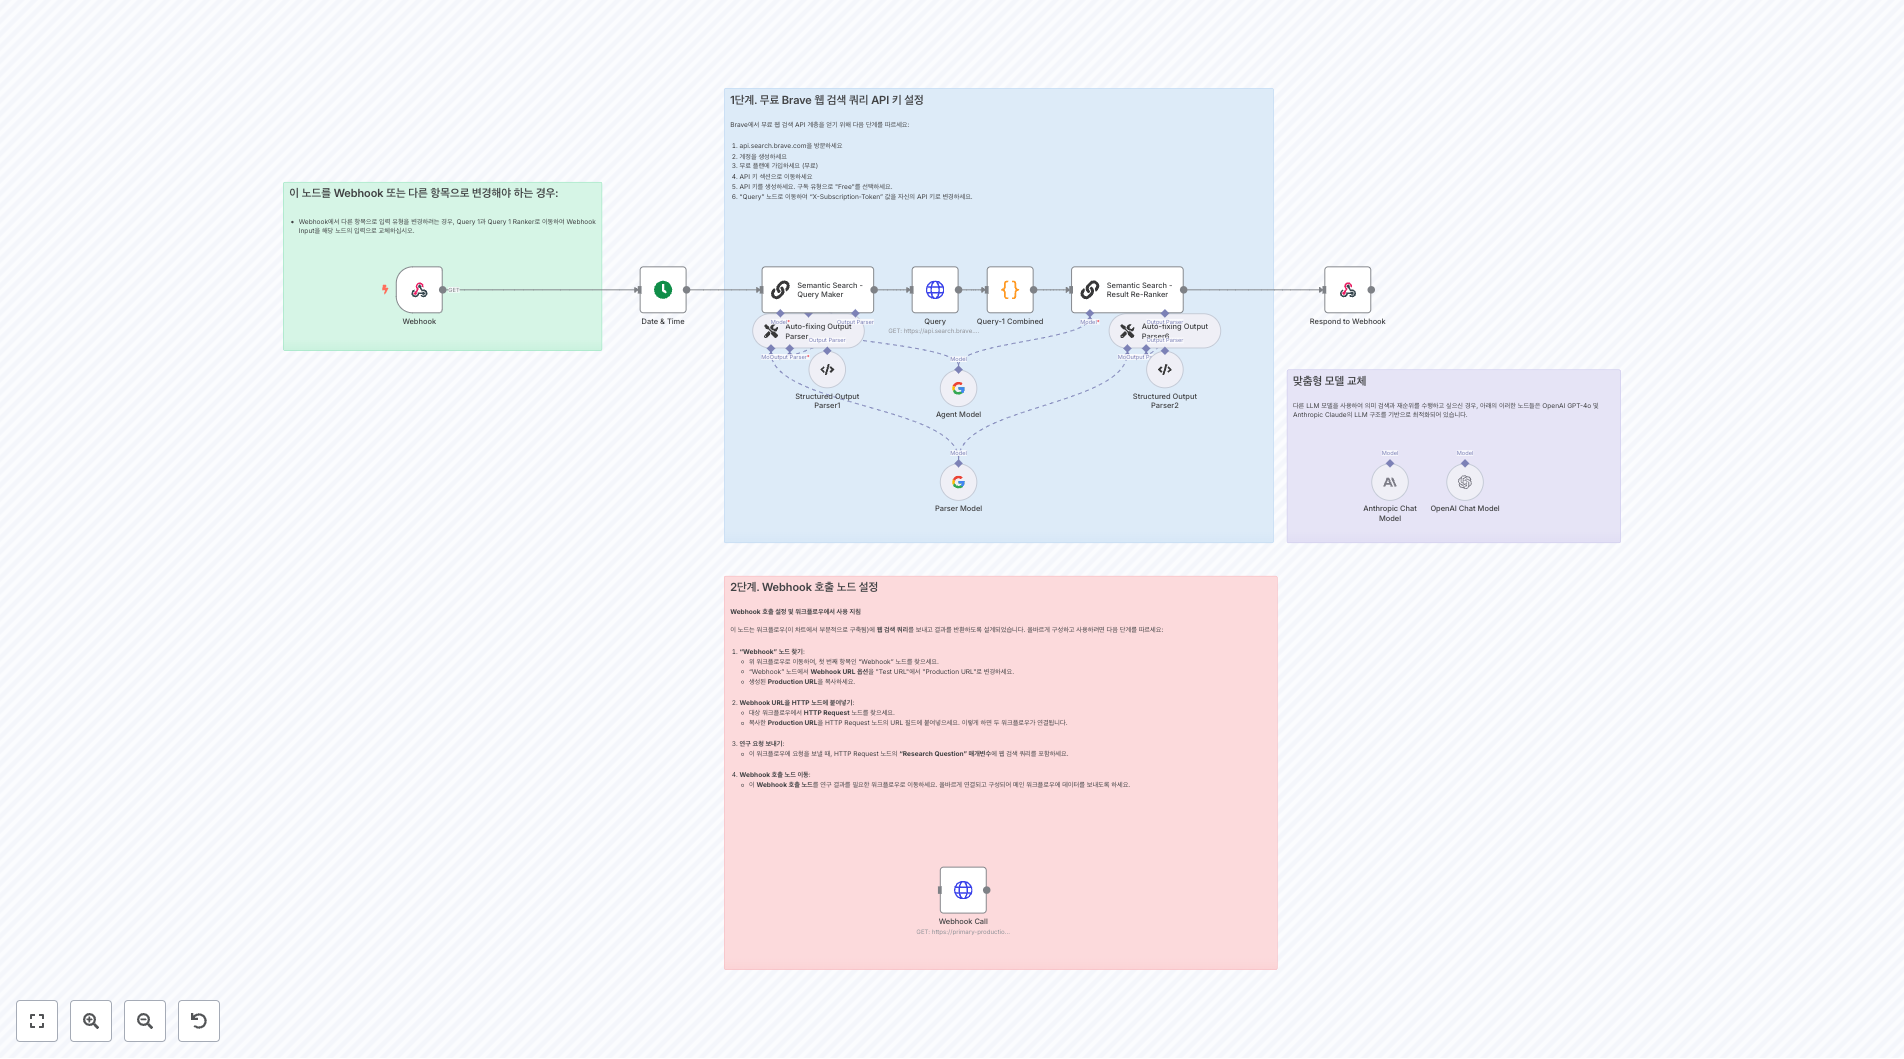 1단계. 무료 Brave 웹 검색 쿼리 API 키 설정
Brave에서 무료 웹 검색 API 계층을 얻기 위해 다음 단계를 따르세요:
1. api.search.brave.com을 방문하세요
2. 계정을 생성하세요
3. 무료 플랜에 가입하세요 (무료)
4. API 키 섹션으로 이동하세요
5. API 키를 생성하세요. 구독 유형으로 "Free"를 선택하세요.
6. "Query" 노드로 이동하여 "X-Subscription-Token" 값을 자신의 API 키로 변경하세요.
이 노드를 Webhook 또는 다른 항목으로 변경해야 하는 경우:
• Webhook에서 다른 항목으로 입력 유형을 변경하려는 경우, Query 1과 Query 1 Ranker로 이동하여 Webhook
Input을 해당 노드의 입력으로 교체하십시오.
GET
Webhook
Date & Time
Semantic Search -
Query Maker
Model*
Output Parser
Auto-fixing Output
Parser
Output Parser
Output Parser*
Structured Output
Parser1
Query
GET: https://api.search.brave...
Query-1 Combined
Semantic Search -
Result Re-Ranker
Model*
Output Parser
Auto-fixing Output
Parser6
Output Parser
Structured Output
Parser2
Model
Agent Model
Model
Parser Model
Respond to Webhook
맞춤형 모델 교체
다른 LLM 모델을 사용하여 의미 검색과 재순위를 수행하고 싶으신 경우, 아래의 이러한 노드들은 OpenAI GPT-4o 및
Anthropic Claude의 LLM 구조를 기반으로 최적화되어 있습니다.
Model
Model
Anthropic Chat
Model
OpenAI Chat Model
2단계. Webhook 호출 노드 설정
Webhook 호출 설정 및 워크플로우에서 사용 지침
이 노드는 워크플로우(이 차트에서 부분적으로 구축됨)에 웹 검색 쿼리를 보내고 결과를 반환하도록 설계되었습니다. 올바르게 구성하고 사용하려면 다음 단계를 따르세요:
1. "Webhook" 노드 찾기:
위 워크플로우로 이동하여, 첫 번째 항목인 "Webhook" 노드를 찾으세요.
"Webhook" 노드에서 Webhook URL 옵션을 "Test URL"에서 "Production URL"로 변경하세요.
생성된 Production URL을 복사하세요.
2. Webhook URL을 HTTP 노드에 붙여넣기:
대상 워크플로우에서 HTTP Request 노드를 찾으세요.
복사한 Production URL을 HTTP Request 노드의 URL 필드에 붙여넣으세요. 이렇게 하면 두 워크플로우가 연결됩니다.
3. 연구 요청 보내기:
이 워크플로우에 요청을 보낼 때, HTTP Request 노드의 "Research Question" 매개변수에 웹 검색 쿼리를 포함하세요.
4. Webhook 호출 노드 이동:
이 Webhook 호출 노드를 연구 결과를 필요한 워크플로우로 이동하세요. 올바르게 연결되고 구성되어 메인 워크플로우에 데이터를 보내도록 하세요.
Webhook Call
GET: https://primary-productio...